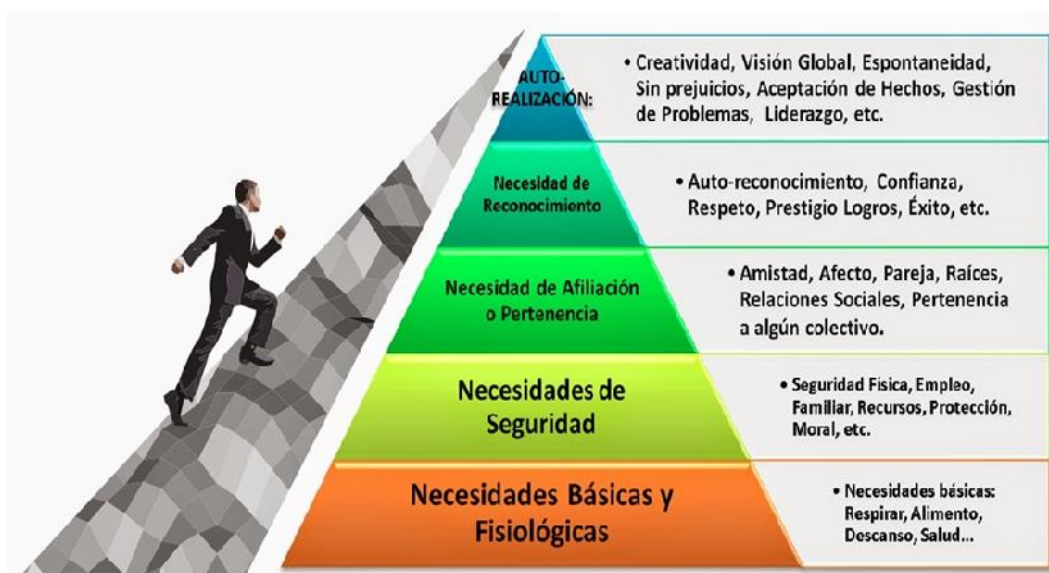 AUTO-
REALIZACIÓN:
• Creatividad, Visión Global, Espontaneidad,
Sin prejuicios, Aceptación de Hechos, Gestión
de Problemas, Liderazgo, etc.
Necesidad de
Reconocimiento
• Auto-reconocimiento, Confianza,
Respeto, Prestigio Logros, Éxito, etc.
Necesidad de Afiliación
o Pertenencia
• Amistad, Afecto, Pareja, Raíces,
Relaciones Sociales, Pertenencia
a algún colectivo.
Necesidades de
Seguridad
• Seguridad Física, Empleo,
Familiar, Recursos, Protección,
Moral, etc.
Necesidades Básicas y
Fisiológicas
• Necesidades básicas:
Respirar, Alimento,
Descanso, Salud...